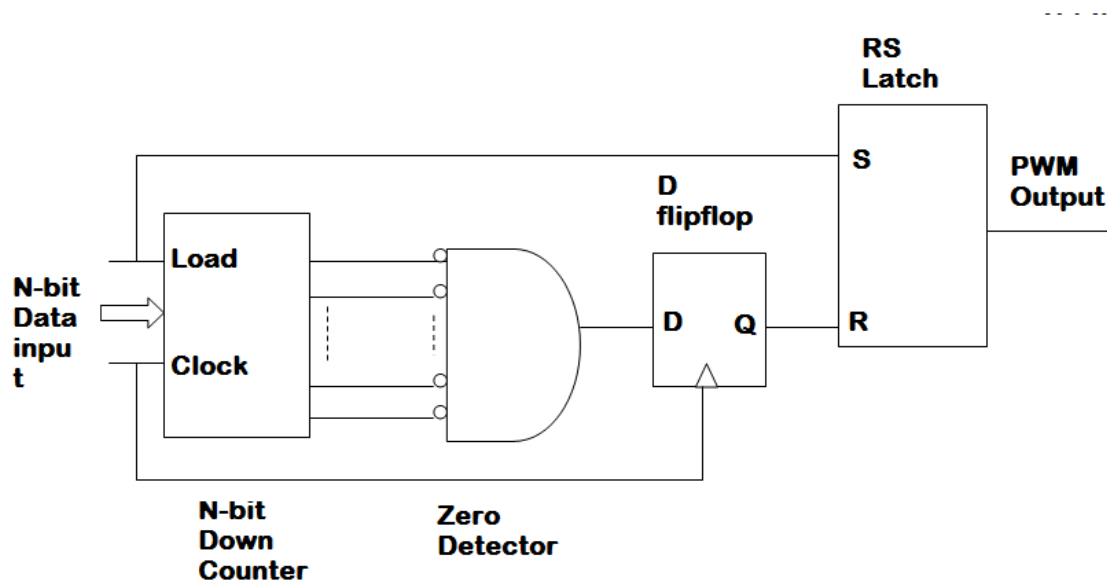 RS
Latch
S
PWM
Output
D
flipflop
Load
N-bit
Data
inpu
t
D
Q
R
Clock
N-bit
Down
Counter
Zero
Detector